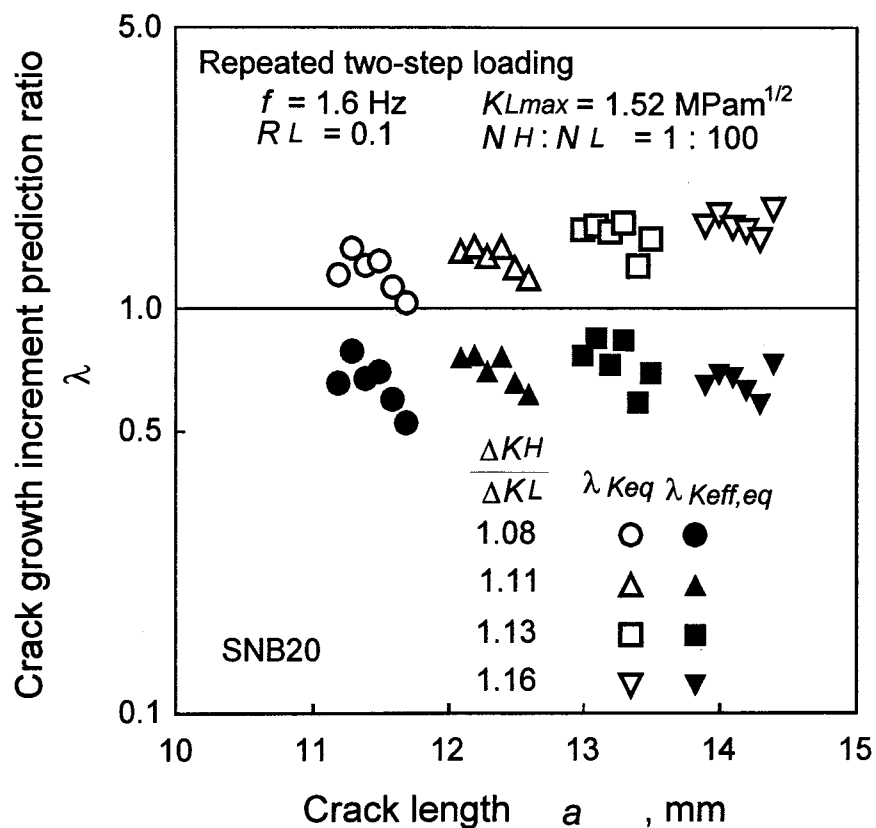 Crack growth increment prediction ratio
λ
5.0
1.0
0.5
0.1
Repeated two-step loading
f = 1.6 Hz KLmax = 1.52 MPam1/2
RL = 0.1 NH:NL = 1 : 100
ΔKH
ΔKL λKeq λKeff,eq
1.08
1.11
1.13
1.16
SNB20
10 11 12 13 14 15
Crack length a , mm